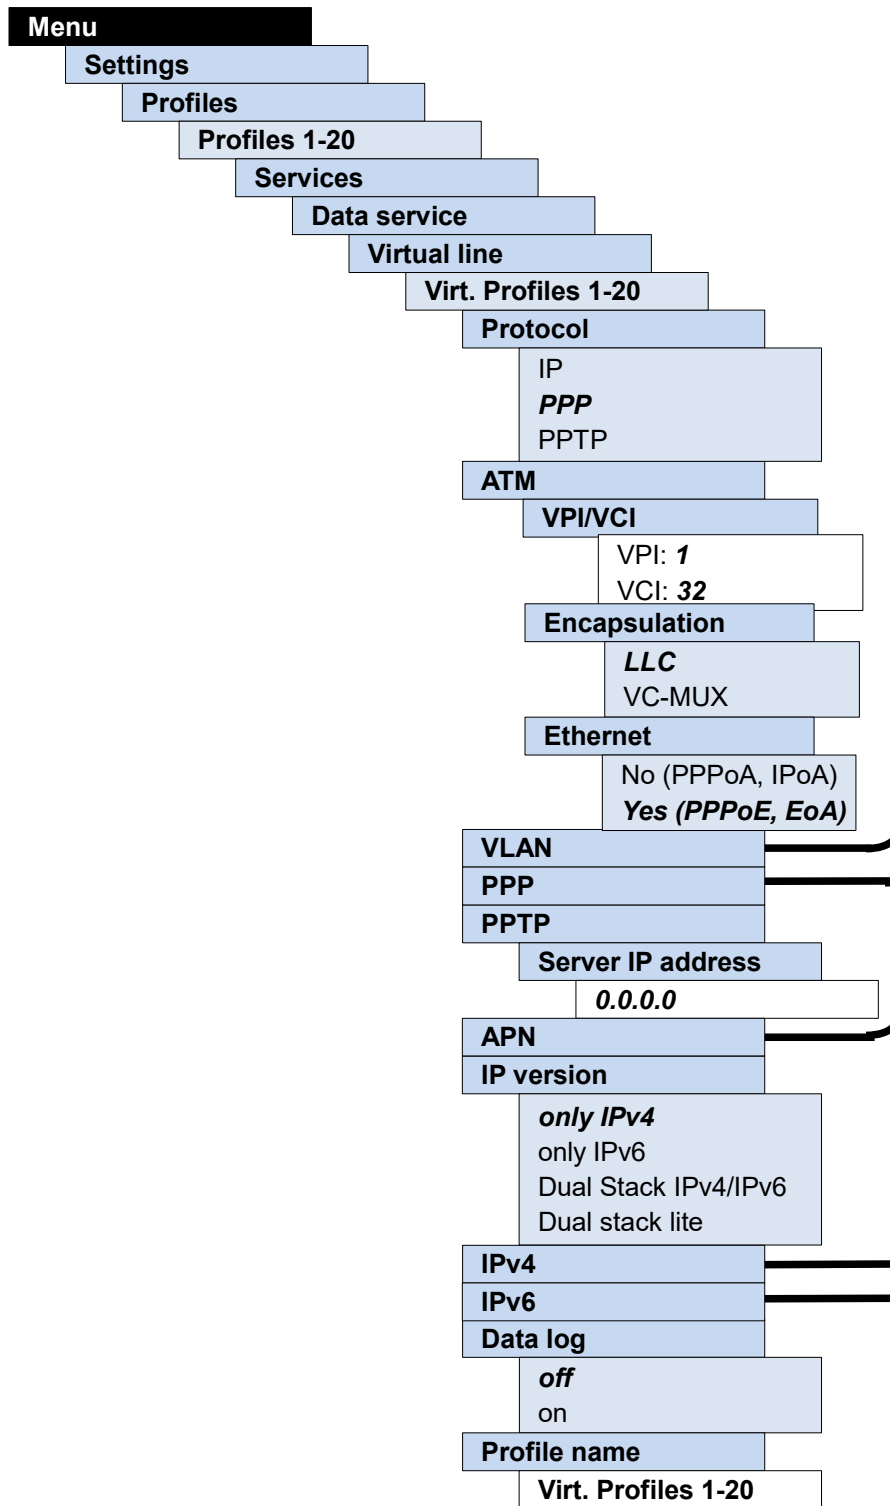 Menu
Settings
Profiles
Profiles 1-20
Services
Data service
Virtual line
Virt. Profiles 1-20
Protocol
IP
PPP
PPTP
ATM
VPI/VCI
VPI: 1
VCI: 32
Encapsulation
LLC
VC-MUX
Ethernet
No (PPPoA, IPoA)
Yes (PPPoE, EoA)
VLAN
PPP
PPTP
Server IP address
0.0.0.0
APN
IP version
only IPv4
only IPv6
Dual Stack IPv4/IPv6
Dual stack lite
IPv4
IPv6
Data log
off
on
Profile name
Virt. Profiles 1-20